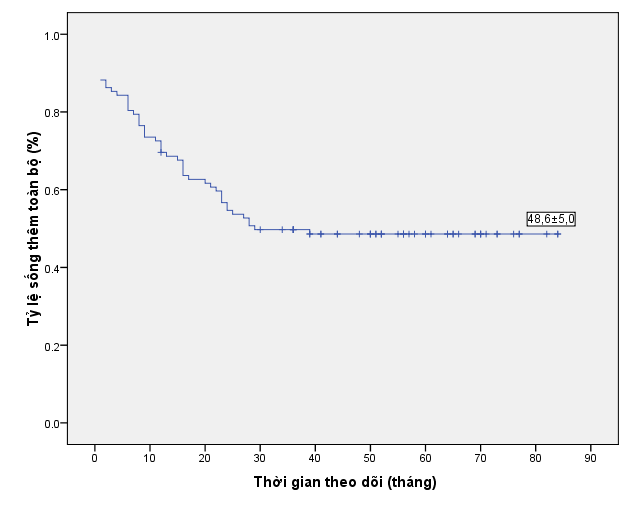 Tỷ lệ sống thêm toàn bộ (%)
1.0
0.8
0.6
0.4
0.2
0.0
48,6±5,0
0 10 20 30 40 50 60 70 80 90
Thời gian theo dõi (tháng)